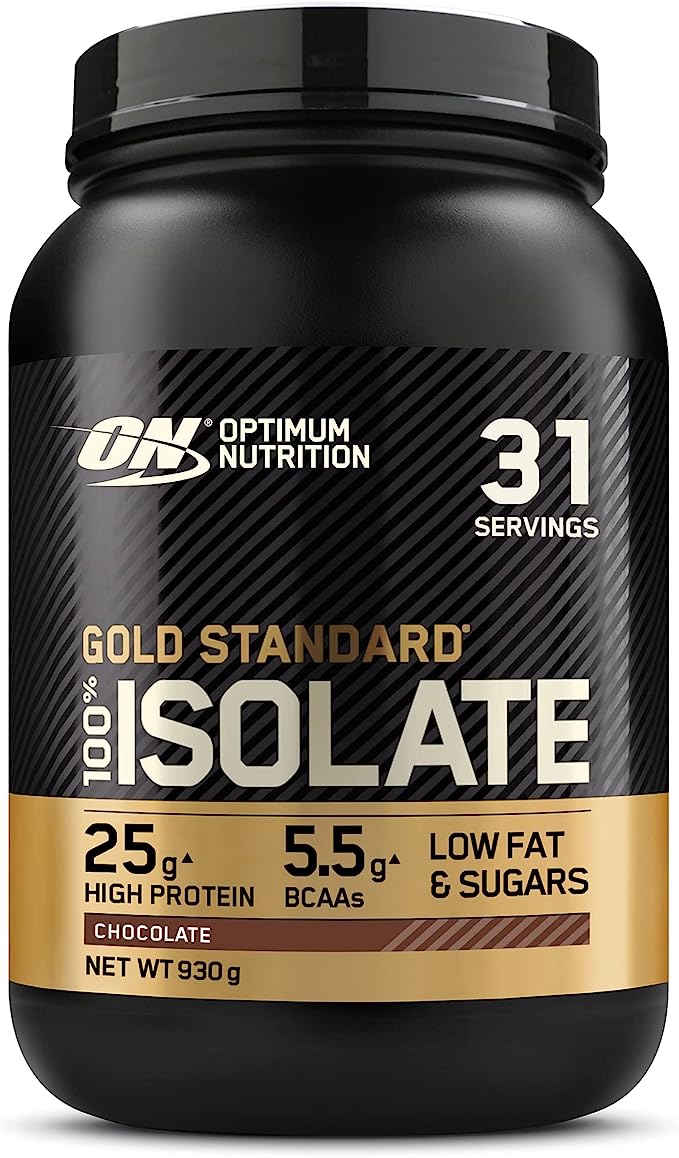 ON® OPTIMUM
NUTRITION
31
SERVINGS
GOLD STANDARD®
100% ISOLATE
25g▲
HIGH PROTEIN
5.5g▲
BCAAs
LOW FAT
& SUGARS
CHOCOLATE
NET WT 930g